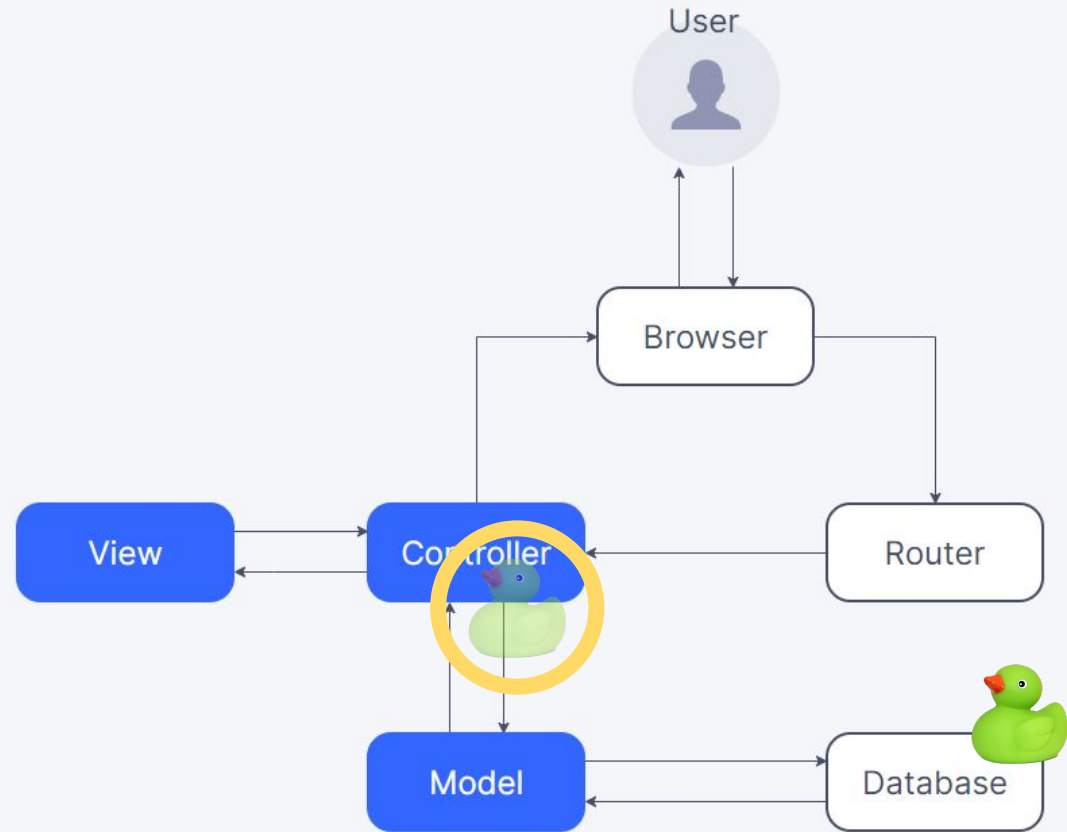 User
Browser
View
Controller
Router
Model
Database